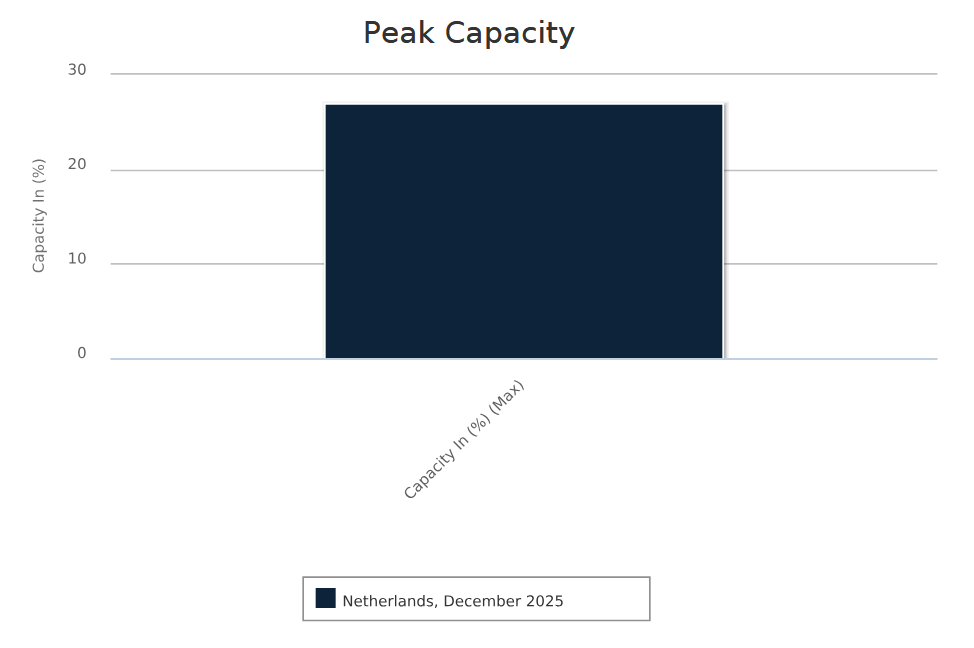 Peak Capacity
30
20
10
0
Capacity In (%)
Capacity In (%) (Max)
Netherlands, December 2025